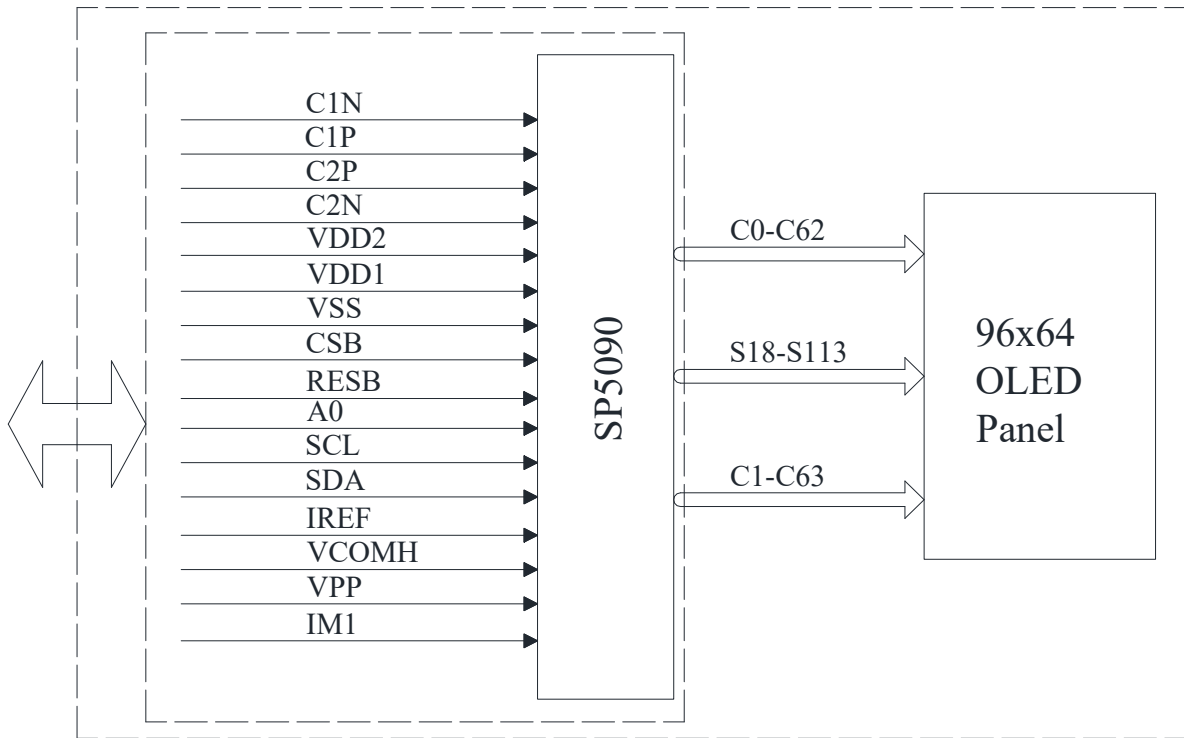 C1N
C1P
C2P
C2N
VDD2
VDD1
VSS
CSB
RESB
A0
SCL
SDA
IREF
VCOMH
VPP
IM1
SP5090
C0-C62
S18-S113
C1-C63
96x64
OLED
Panel